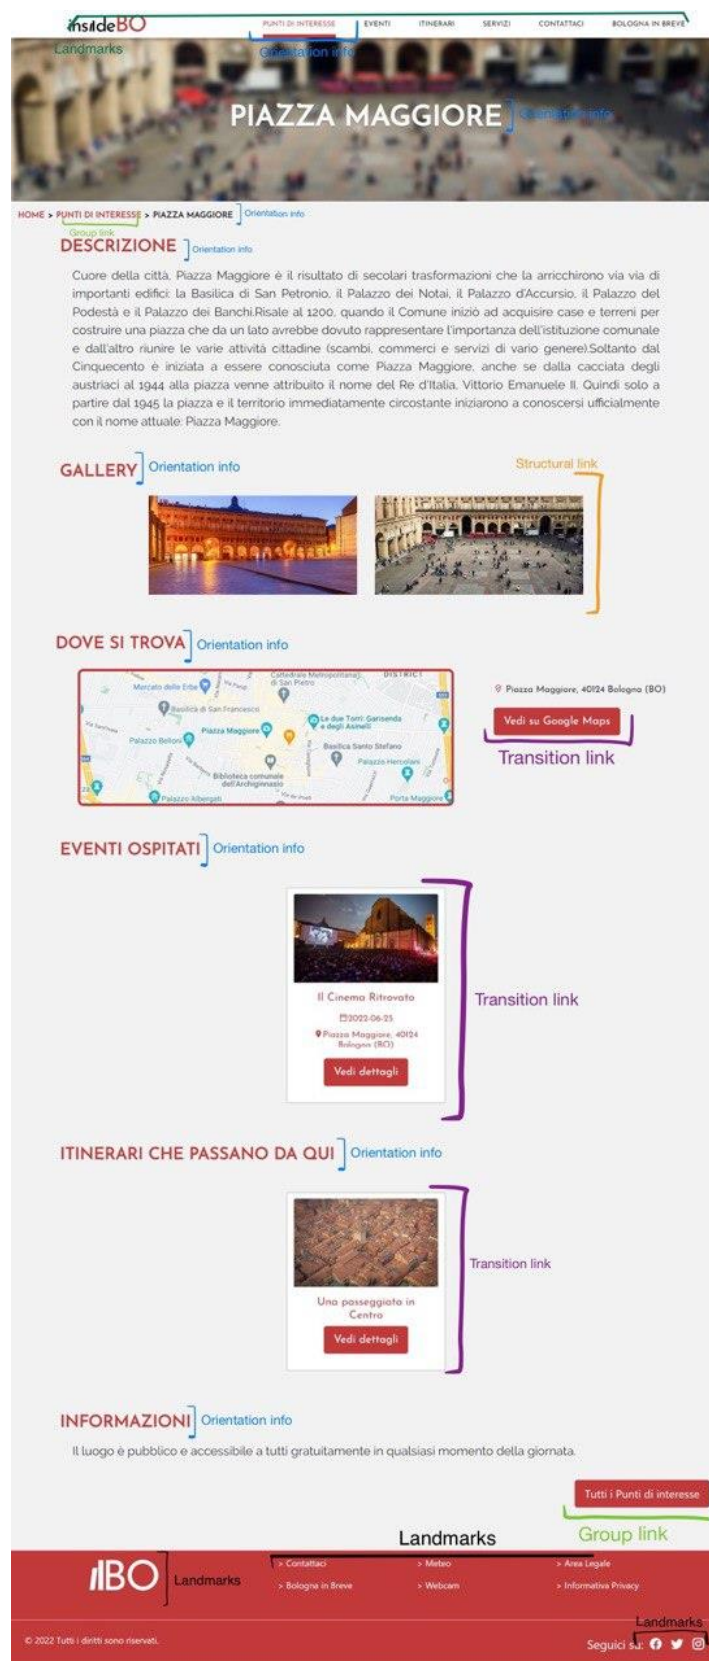 insideBO
PUNTI DI INTERESSE EVENTI ITINERARI SERVIZI CONTATTACI BOLOGNA IN BREVE
Landmarks
Orientation info
PIAZZA MAGGIORE
Orientation info
HOME > PUNTI DI INTERESSE > PIAZZA MAGGIORE
Orientation info
Group link
DESCRIZIONE
Orientation info
Cuore della città, Piazza Maggiore è il risultato di secolari trasformazioni che la arricchirono via via di
importanti edifici: la Basilica di San Petronio, il Palazzo dei Notai, il Palazzo d'Accursio, il Palazzo del
Podestà e il Palazzo dei Banchi.Risale al 1200, quando il Comune iniziò ad acquisire case e terreni per
costruire una piazza che da un lato avrebbe dovuto rappresentare l'importanza dell'istituzione comunale
e dall'altro riunire le varie attività cittadine (scambi, commerci e servizi di vario genere).Soltanto dal
Cinquecento è iniziata a essere conosciuta come Piazza Maggiore, anche se dalla cacciata degli
austriaci al 1944 alla piazza venne attribuito il nome del Re d'Italia, Vittorio Emanuele II. Quindi solo a
partire dal 1945 la piazza e il territorio immediatamente circostante iniziarono a conoscersi ufficialmente
con il nome attuale: Piazza Maggiore.
GALLERY
Orientation info
Structural link
DOVE SI TROVA
Orientation info
Cattedrale Metropolitana
di San Pietro
DISTRICT
Mercato delle Erbe
Basilica di San Francesco
Piazza Maggiore
Le due Torri: Garisenda
e degli Asinelli
Palazzo Belloni
Basilica Santo Stefano
Palazzo Hercolani
Biblioteca comunale
dell'Archiginnasio
Palazzo Albergati
Porta Maggiore
Piazza Maggiore, 40124 Bologna (BO)
Vedi su Google Maps
Transition link
EVENTI OSPITATI
Orientation info
Il Cinema Ritrovato
2022-06-25
Piazza Maggiore, 40124
Bologna (BO)
Vedi dettagli
Transition link
ITINERARI CHE PASSANO DA QUI
Orientation info
Una passeggiata in
Centro
Vedi dettagli
Transition link
INFORMAZIONI
Orientation info
Il luogo è pubblico e accessibile a tutti gratuitamente in qualsiasi momento della giornata.
Tutti i Punti di interesse
Group link
Landmarks
IBO
Landmarks
> Contattaci > Meteo > Area Legale
> Bologna in Breve > Webcam > Informativa Privacy
Landmarks
© 2022 Tutti i diritti sono riservati.
Seguici su: